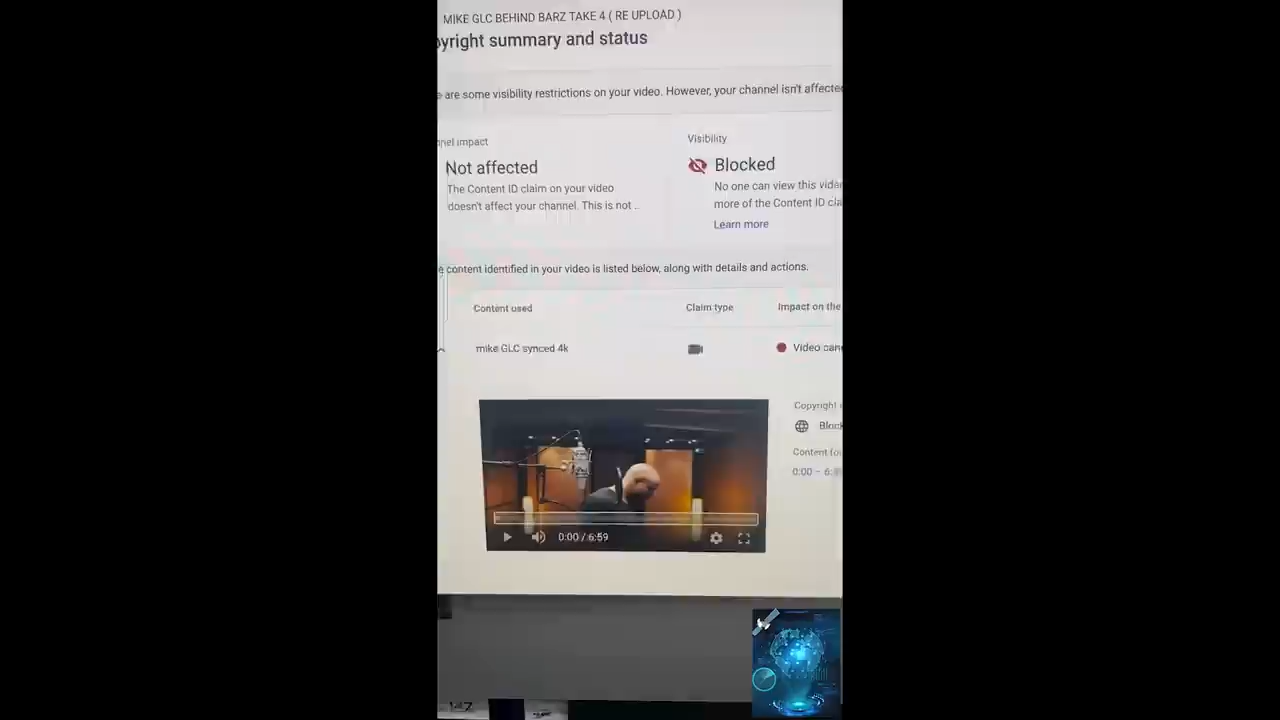 MIKE GLC BEHIND BARZ TAKE 4 ( RE UPLOAD )
pyright summary and status
e are some visibility restrictions on your video. However, your channel isn't affected
nnel impact
Visibility
Not affected
Blocked
The Content ID claim on your video
doesn't affect your channel. This is not ..
No one can view this video
more of the Content ID cla
Learn more
e content identified in your video is listed below, along with details and actions.
Content used
Claim type
Impact on the
mike GLC synced 4k
Video can
Copyright
Block
Content fou
0:00 – 6:
0:00 / 6:59